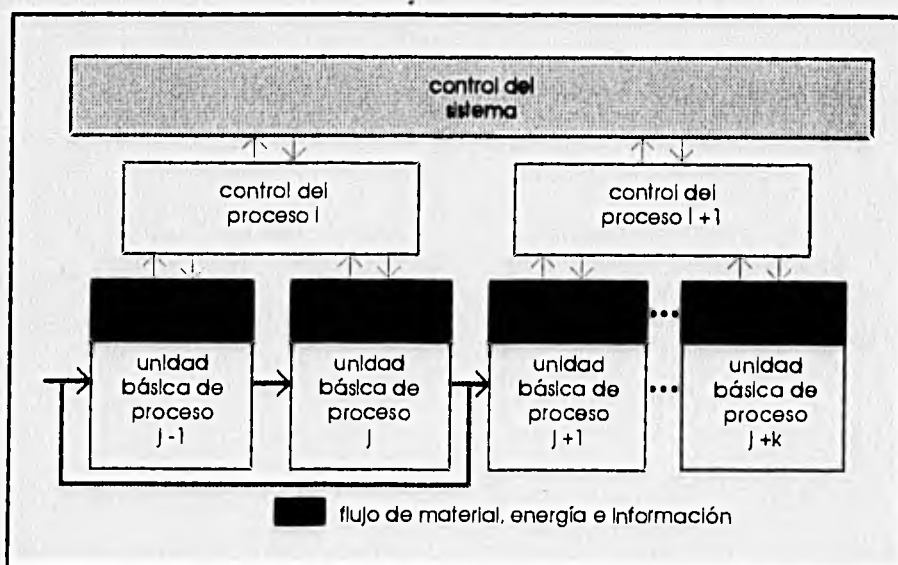 control del
sistema
control del
proceso i
control del
proceso i +1
unidad
básica de
proceso
j -1
unidad
básica de
proceso
j
unidad
básica de
proceso
j +1
unidad
básica de
proceso
j +k
flujo de material, energía e información